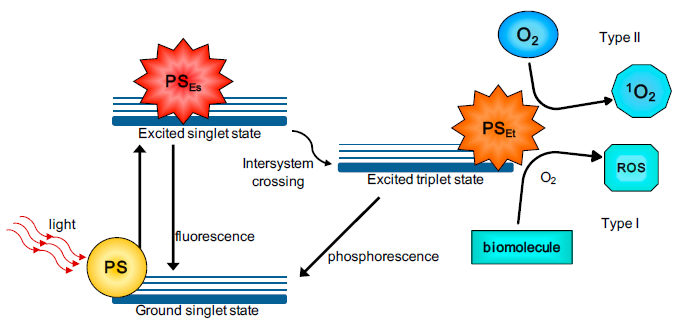 O2
Type II
PSEs
1O2
Excited singlet state
PSEt
Intersystem
crossing
Excited triplet state
O2
ROS
light
Type I
fluorescence
biomolecule
phosphorescence
PS
Ground singlet state